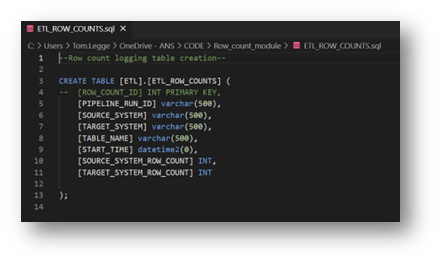 ETL_ROW_COUNTS.sql X
C: > Users > Tom.Legge > OneDrive - ANS > CODE > Row_count_module > ETL_ROW_COUNTS.sql
1 --Row count logging table creation--
2
3 CREATE TABLE [ETL].[ETL_ROW_COUNTS] (
4 -- [ROW_COUNT_ID] INT PRIMARY KEY,
5 [PIPELINE_RUN_ID] varchar(500),
6 [SOURCE_SYSTEM] varchar(500),
7 [TARGET_SYSTEM] varchar(500),
8 [TABLE_NAME] varchar(500),
9 [START_TIME] datetime2(0),
10 [SOURCE_SYSTEM_ROW_COUNT] INT,
11 [TARGET_SYSTEM_ROW_COUNT] INT
12
13 );
14